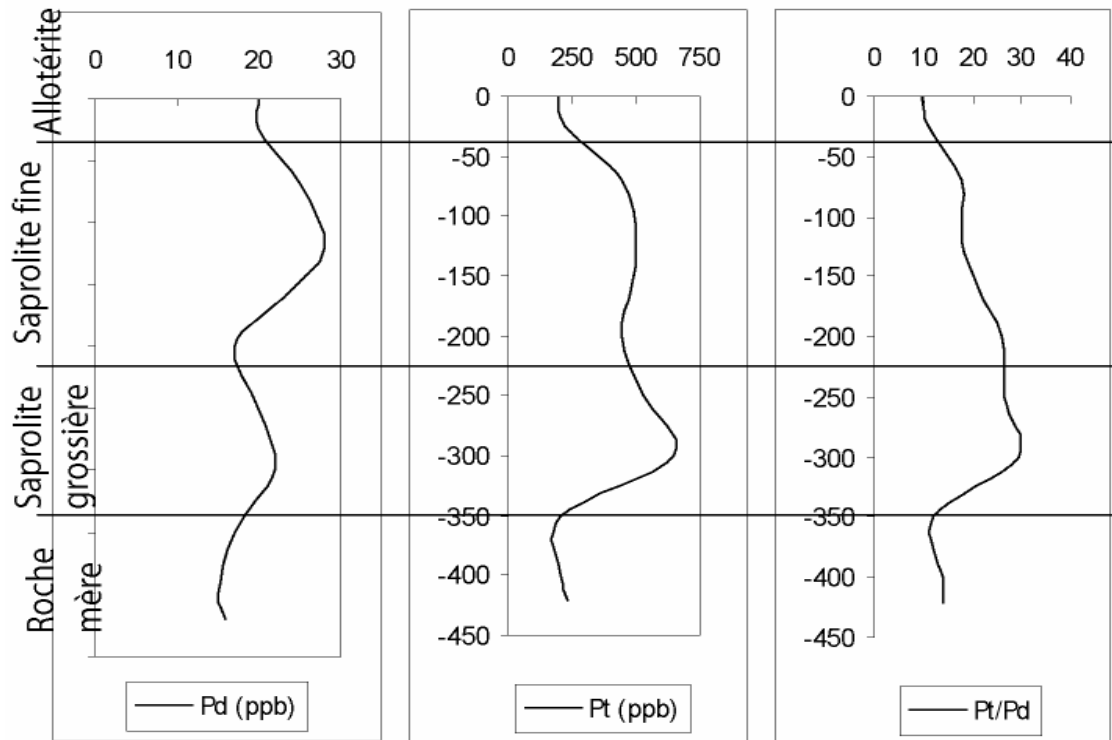 Allotérite
Saprolite fine
Saprolite
grossière
Roche
mère
0 10 20 30
Pd (ppb)
0 250 500 750
0
-50
-100
-150
-200
-250
-300
-350
-400
-450
Pt (ppb)
0 10 20 30 40
0
-50
-100
-150
-200
-250
-300
-350
-400
-450
Pt/Pd